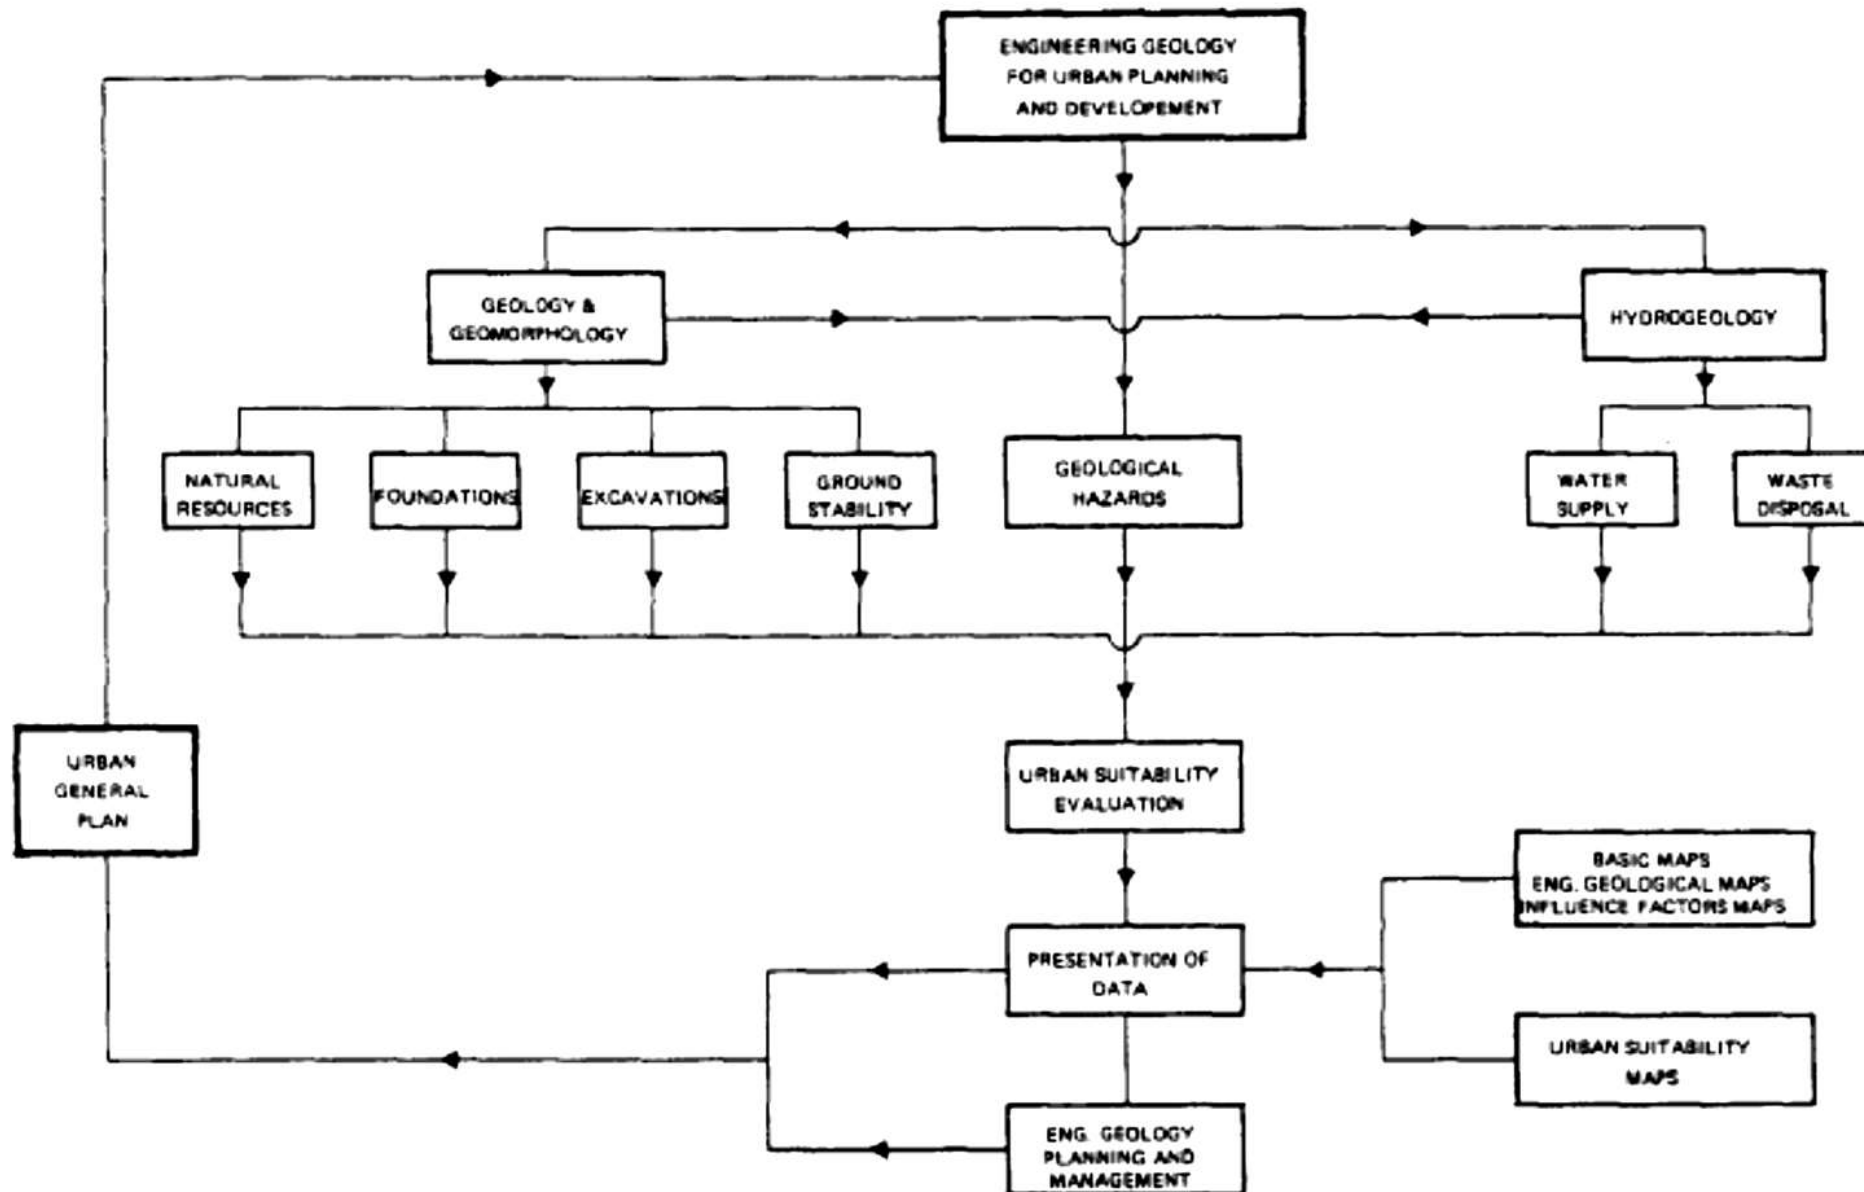 ENGINEERING GEOLOGY
FOR URBAN PLANNING
AND DEVELOPEMENT
GEOLOGY &
GEOMORPHOLOGY
HYDROGEOLOGY
NATURAL
RESOURCES
FOUNDATIONS
EXCAVATIONS
GROUND
STABILITY
GEOLOGICAL
HAZARDS
WATER
SUPPLY
WASTE
DISPOSAL
URBAN
GENERAL
PLAN
URBAN SUITABILITY
EVALUATION
BASIC MAPS
ENG. GEOLOGICAL MAPS
INFLUENCE FACTORS MAPS
PRESENTATION OF
DATA
URBAN SUITABILITY
MAPS
ENG. GEOLOGY
PLANNING AND
MANAGEMENT